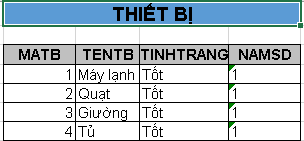 THIẾT BỊ
MATB TENTB TINHTRANG NAMSD
1 Máy lạnh Tốt 1
2 Quạt Tốt 1
3 Giường Tốt 1
4 Tủ Tốt 1